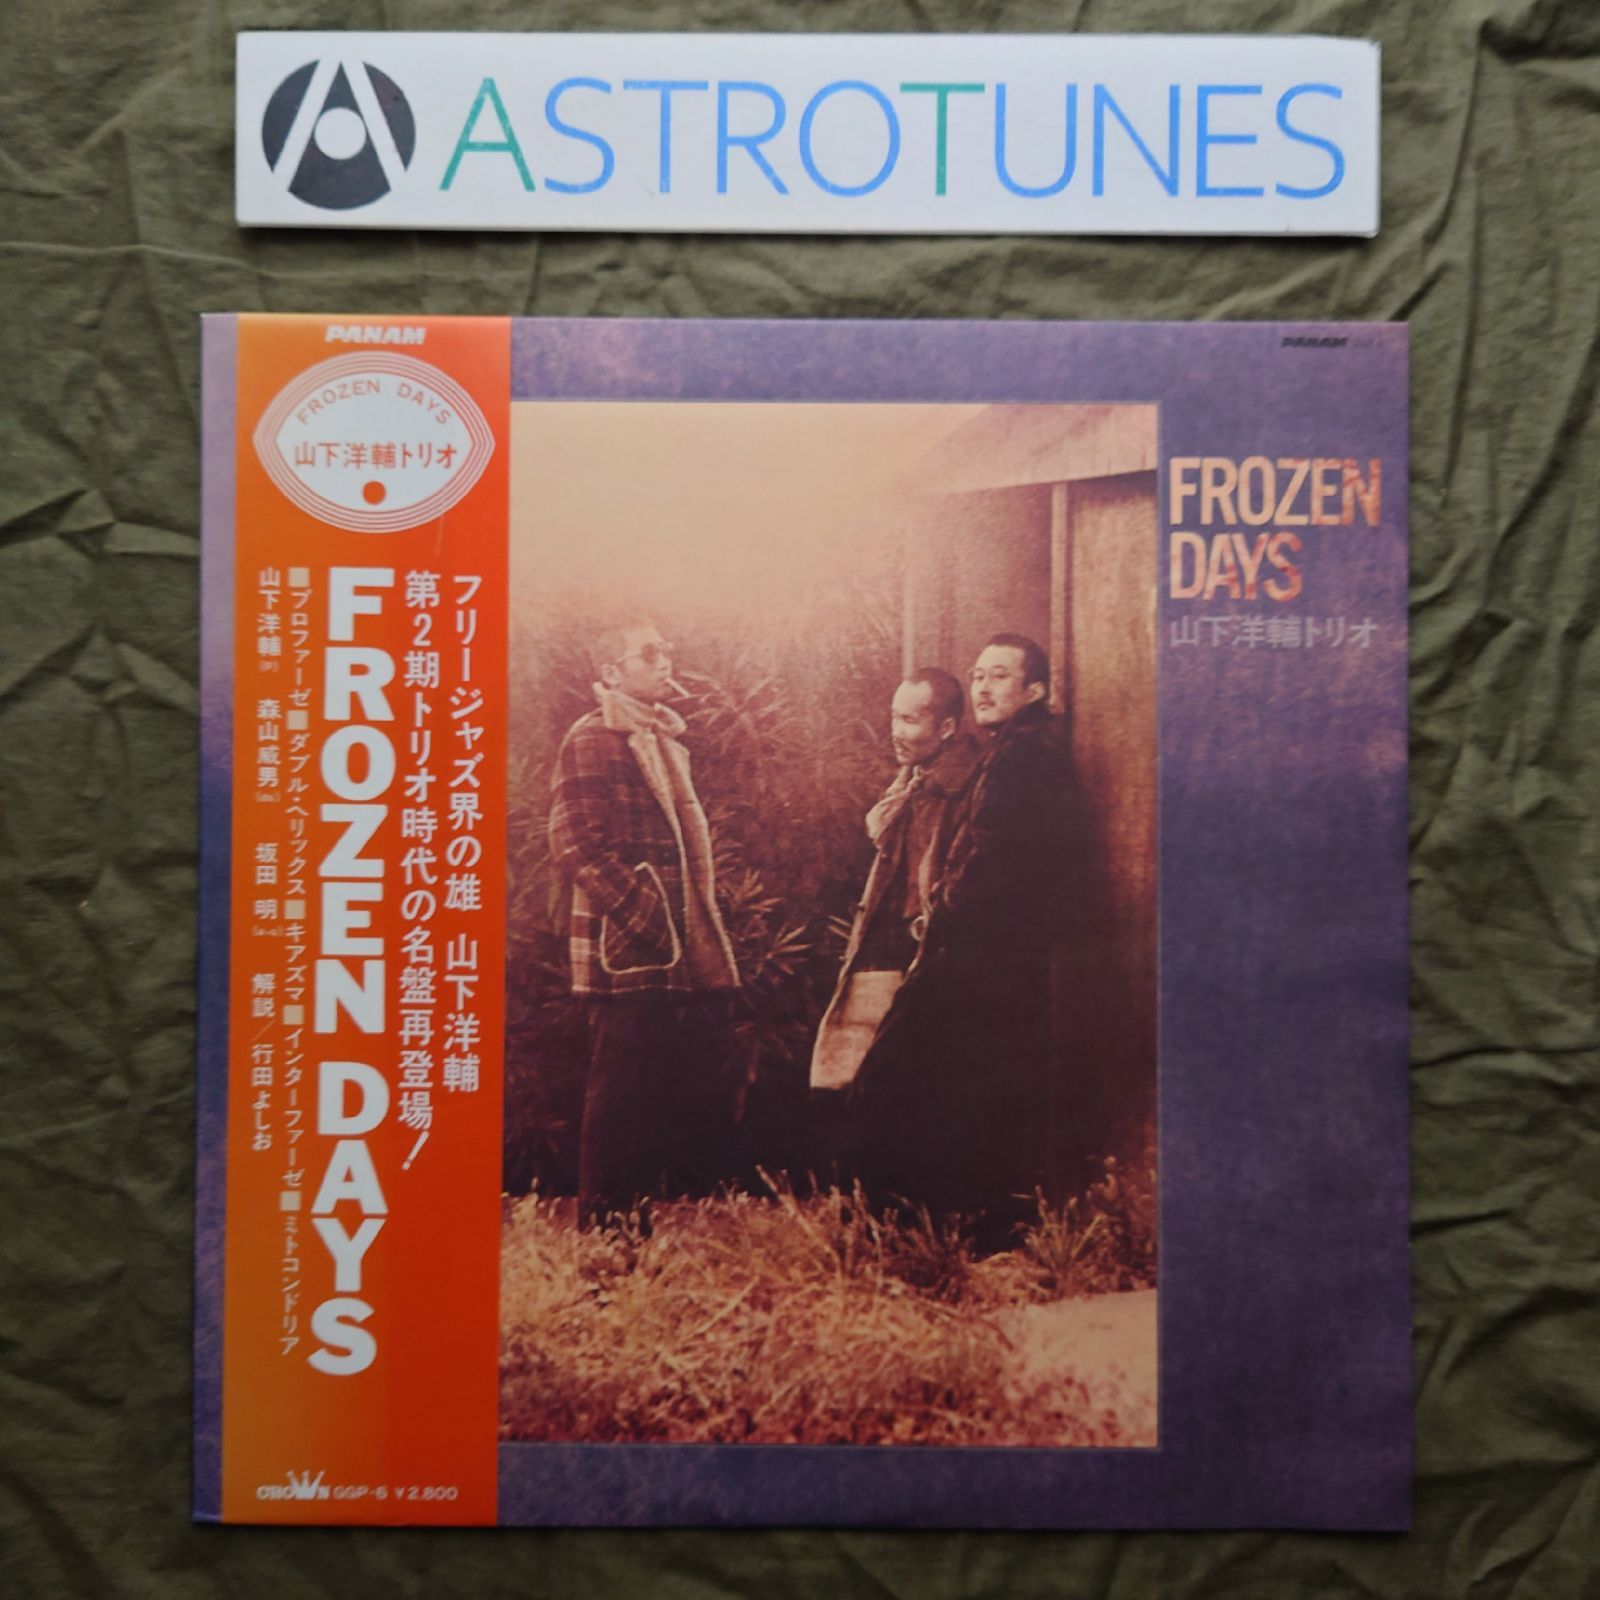 ASTROTUNES
PANAM
FROZEN DAYS
山下洋輔トリオ
フリージャズ界の雄 山下洋輔
第2期トリオ時代の名盤再登場!
FROZEN DAYS
■プロファーゼ■ダブル・ヘリックス■キアズマ■インターファーゼ■ミトコンドリア
山下洋輔(p) 森山威男(ds) 坂田 明(a-s) 解説/行田よしお
CROWN GGP-6 ¥2,800
PANAM
FROZEN
DAYS
山下洋輔トリオ